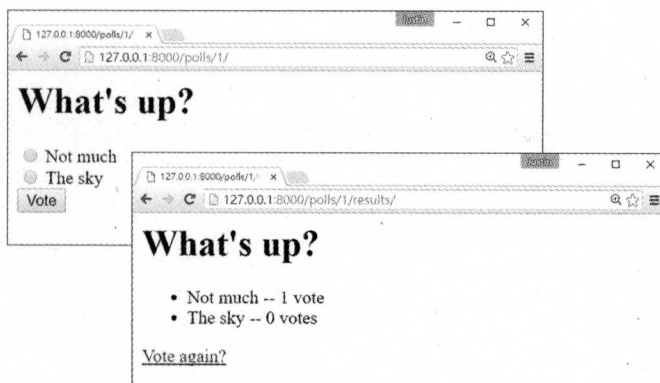 127.0.0.1:8000/polls/1/
127.0.0.1:8000/polls/1/
What's up?
Not much
The sky
Vote
Justin
127.0.0.1:8000/polls/1/
127.0.0.1:8000/polls/1/results/
What's up?
• Not much -- 1 vote
• The sky -- 0 votes
Vote again?